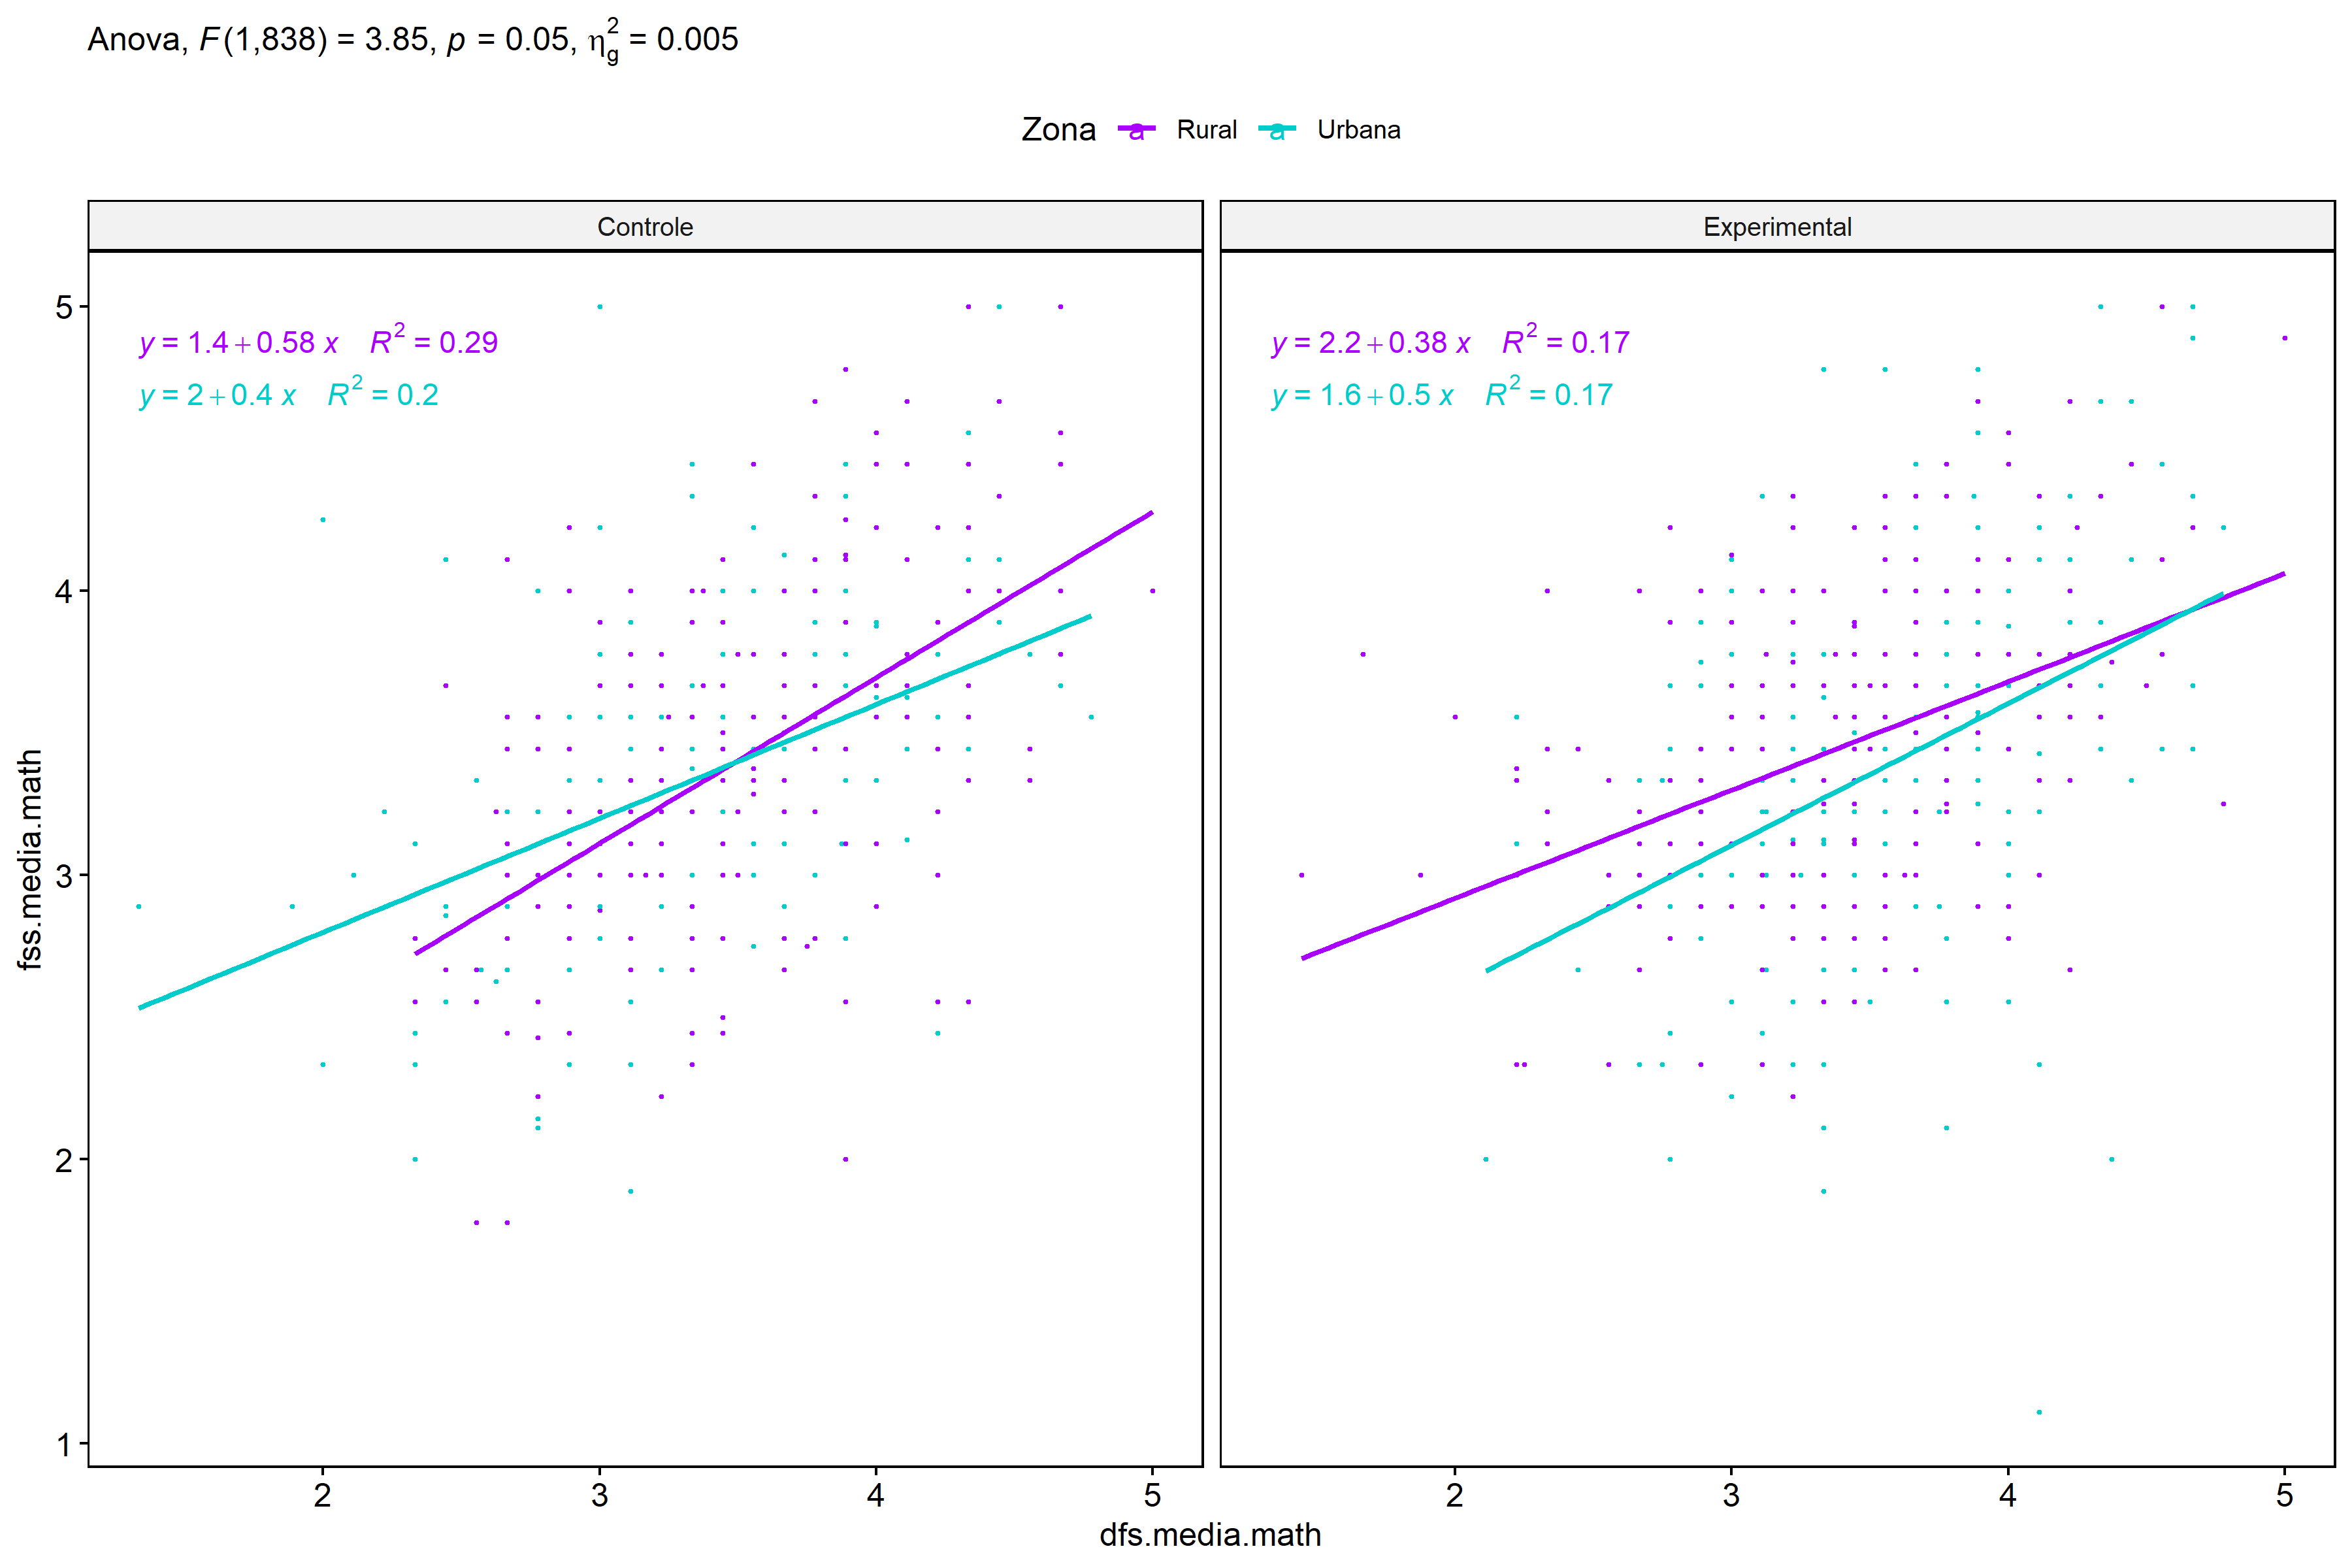 Anova, F(1,838) = 3.85, p = 0.05, η²g = 0.005
Zona a Rural a Urbana
Controle
Experimental
y = 1.4 + 0.58 x R² = 0.29
y = 2 + 0.4 x R² = 0.2
y = 2.2 + 0.38 x R² = 0.17
y = 1.6 + 0.5 x R² = 0.17
5
4
3
2
1
fss.media.math
2 3 4 5
2 3 4 5
dfs.media.math